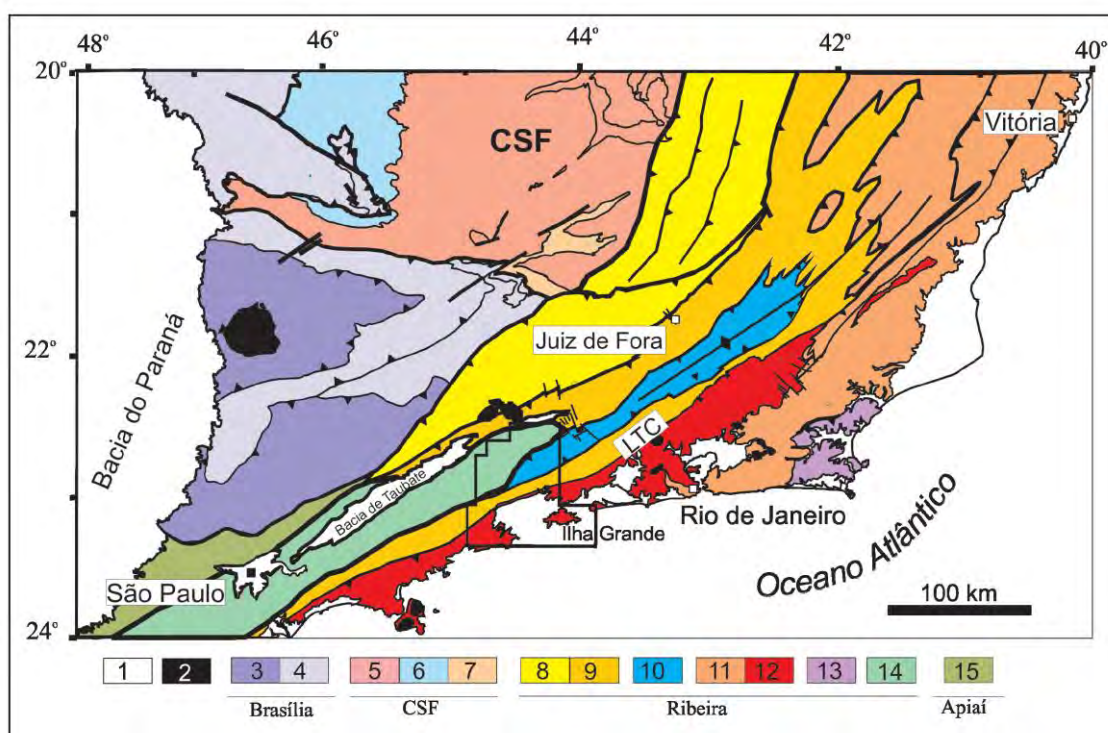 48° 46° 44° 42° 40°
20°
CSF
Vitória
Juiz de Fora
22°
Bacia do Paraná
LTC
Bacia de Taubate
Rio de Janeiro
Ilha Grande
Oceano Atlântico
São Paulo
100 km
24°
1 2 3 4 5 6 7 8 9 10 11 12 13 14 15
Brasília CSF Ribeira Apiaí